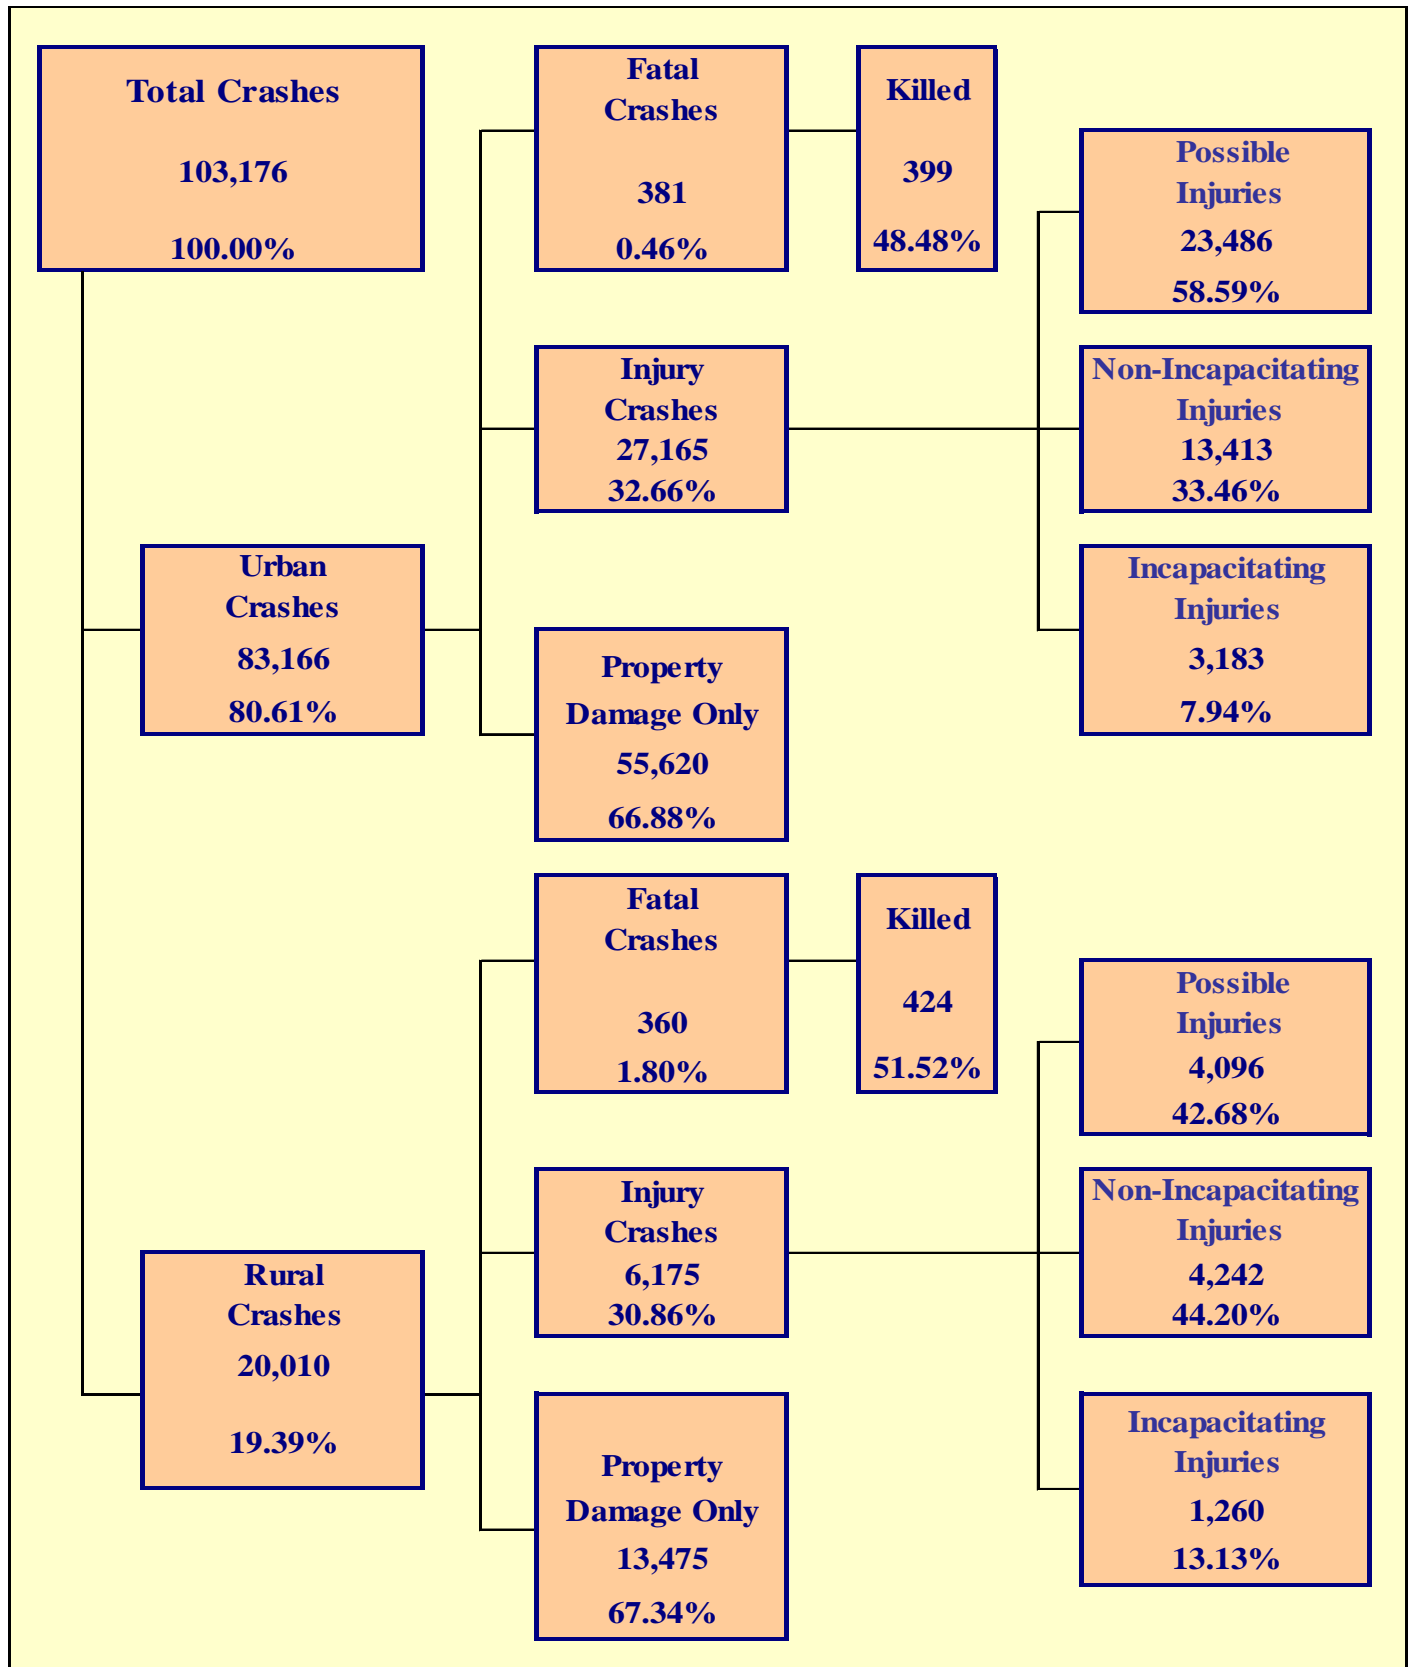 Total Crashes
103,176
100.00%
Fatal
Crashes
381
0.46%
Killed
399
48.48%
Possible
Injuries
23,486
58.59%
Injury
Crashes
27,165
32.66%
Non-Incapacitating
Injuries
13,413
33.46%
Urban
Crashes
83,166
80.61%
Incapacitating
Injuries
3,183
7.94%
Property
Damage Only
55,620
66.88%
Fatal
Crashes
360
1.80%
Killed
424
51.52%
Possible
Injuries
4,096
42.68%
Injury
Crashes
6,175
30.86%
Non-Incapacitating
Injuries
4,242
44.20%
Rural
Crashes
20,010
19.39%
Incapacitating
Injuries
1,260
13.13%
Property
Damage Only
13,475
67.34%